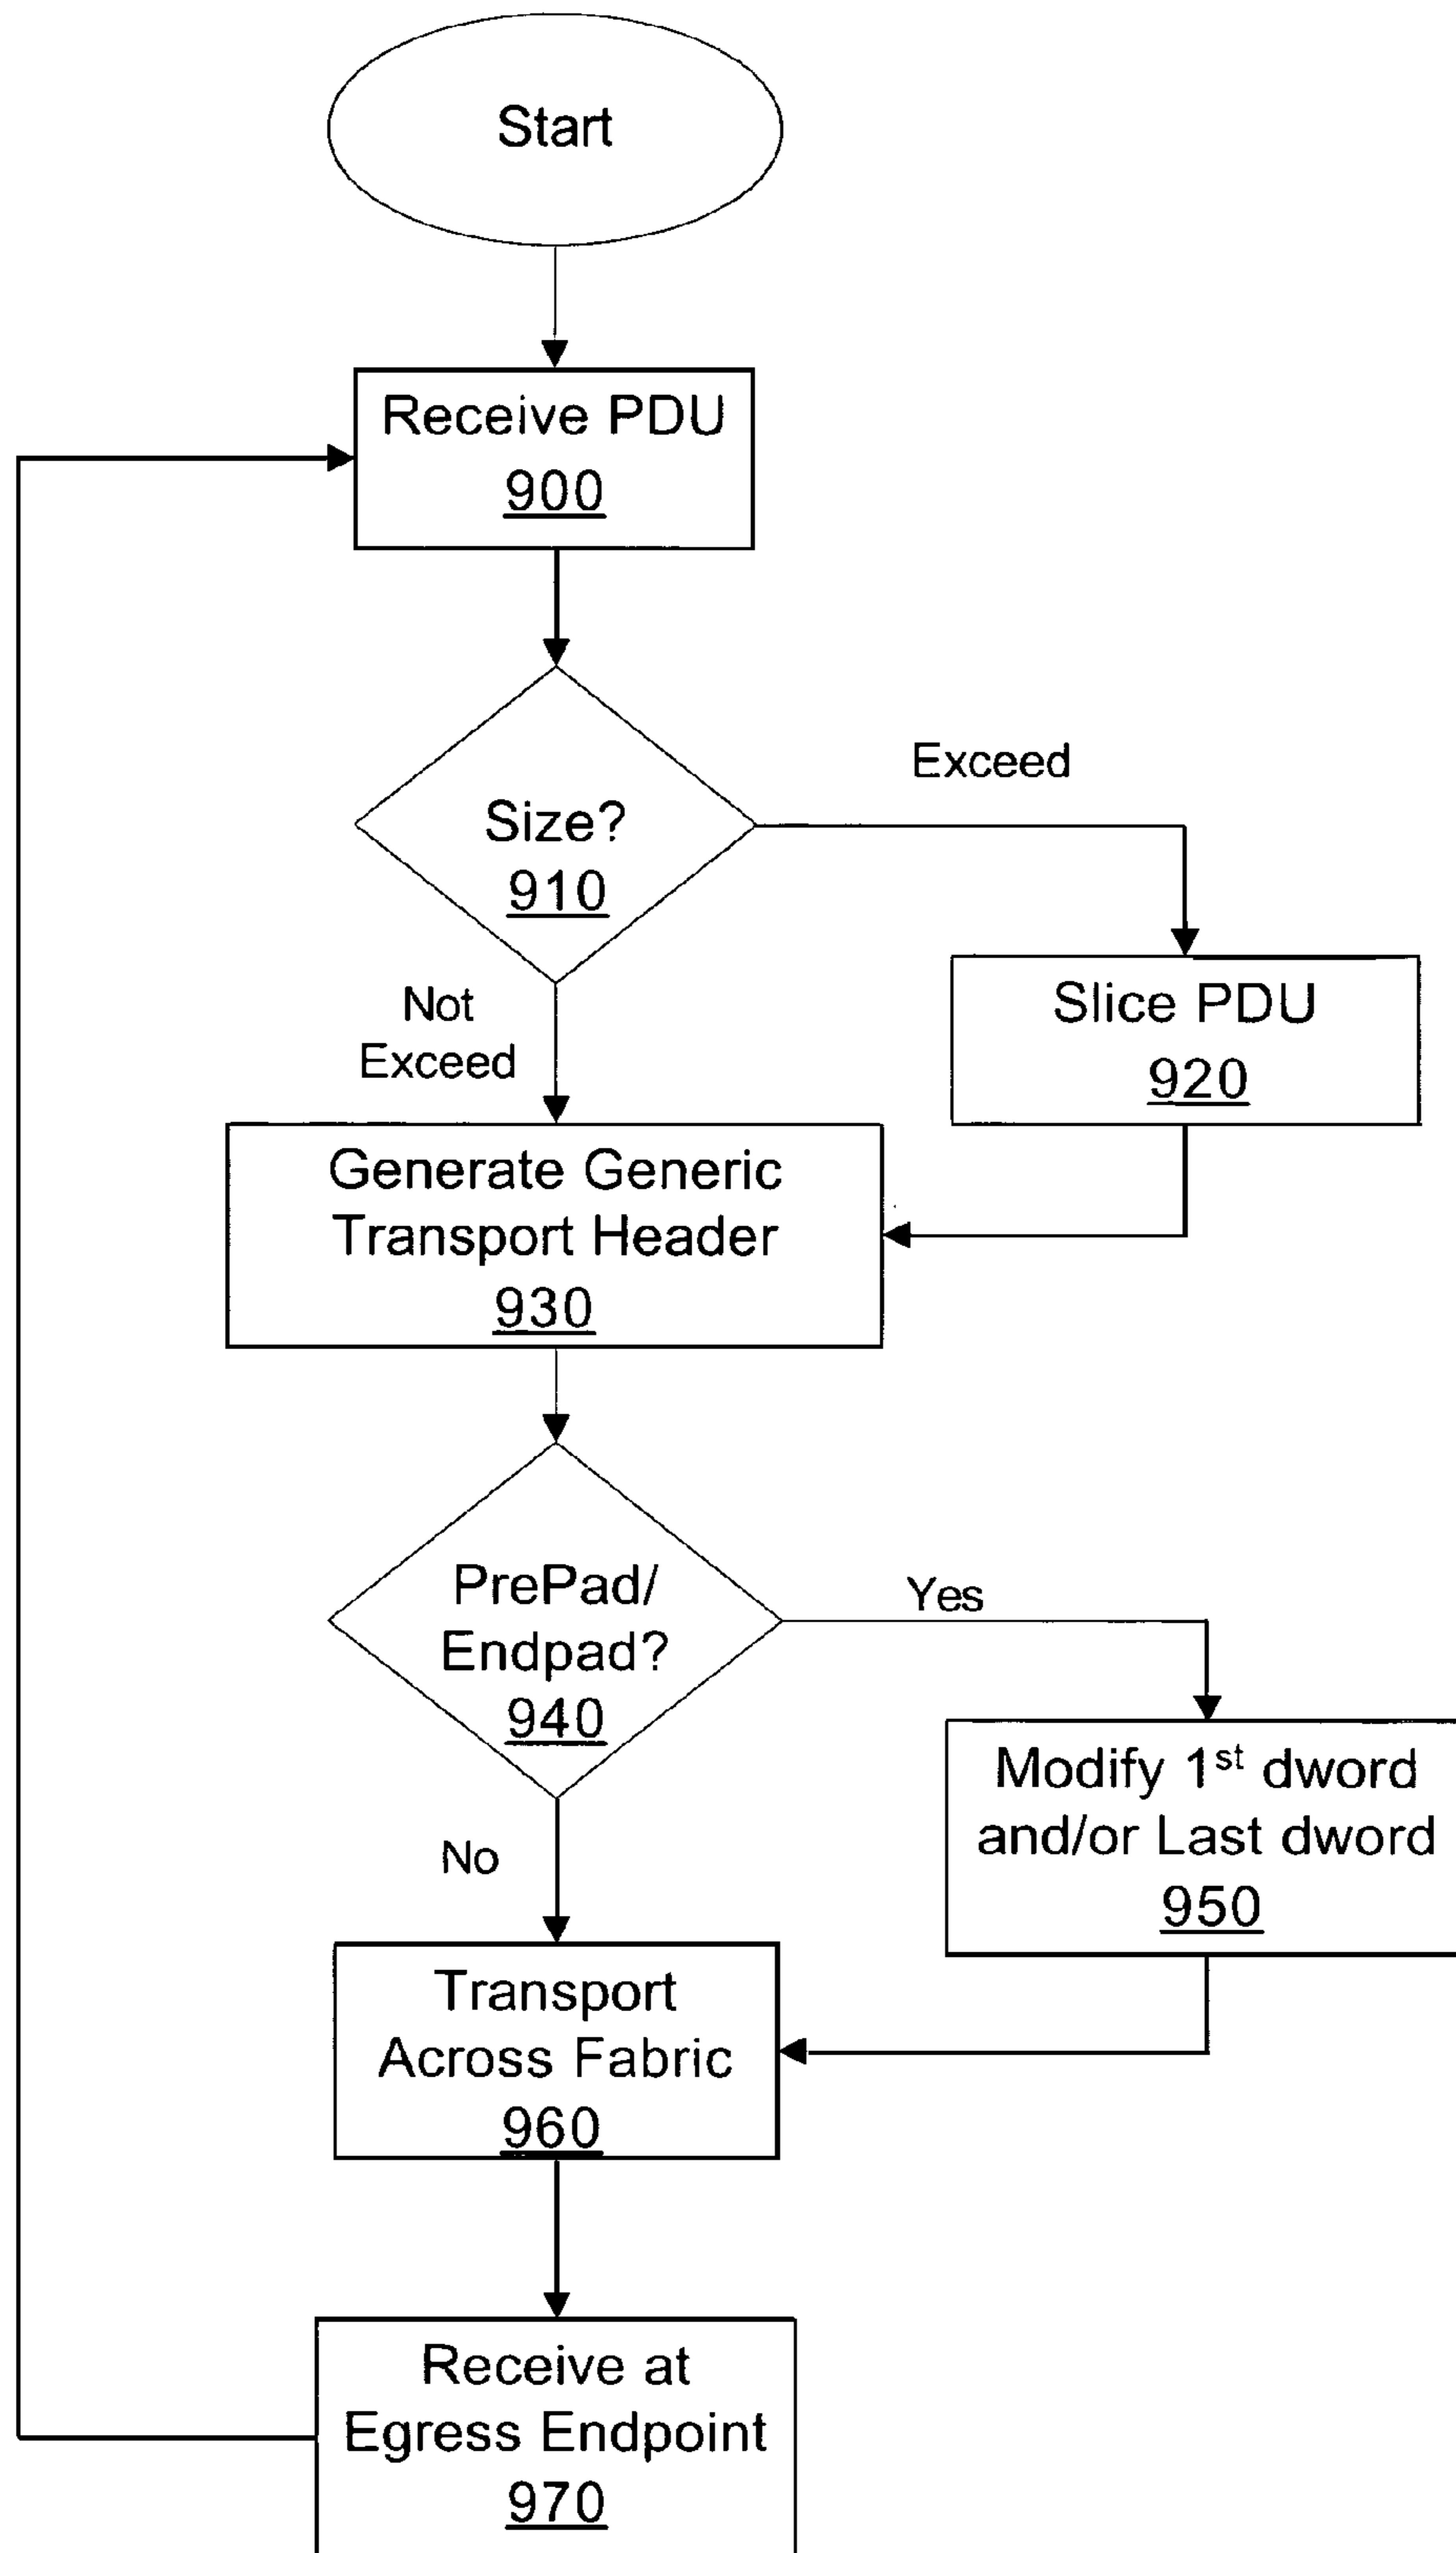 Start
Receive PDU
900
Size?
910
Exceed
Not
Exceed
Slice PDU
920
Generate Generic
Transport Header
930
PrePad/
Endpad?
940
Yes
No
Modify 1st dword
and/or Last dword
950
Transport
Across Fabric
960
Receive at
Egress Endpoint
970